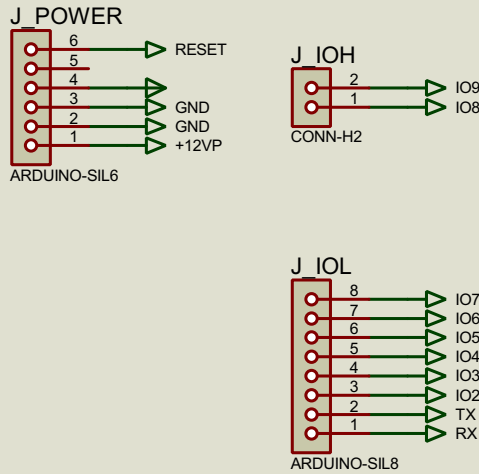 J_POWER
6 RESET
5
4
3 GND
2 GND
1 +12VP
ARDUINO-SIL6
J_IOH
2 IO9
1 IO8
CONN-H2
J_IOL
8 IO7
7 IO6
6 IO5
5 IO4
4 IO3
3 IO2
2 TX
1 RX
ARDUINO-SIL8